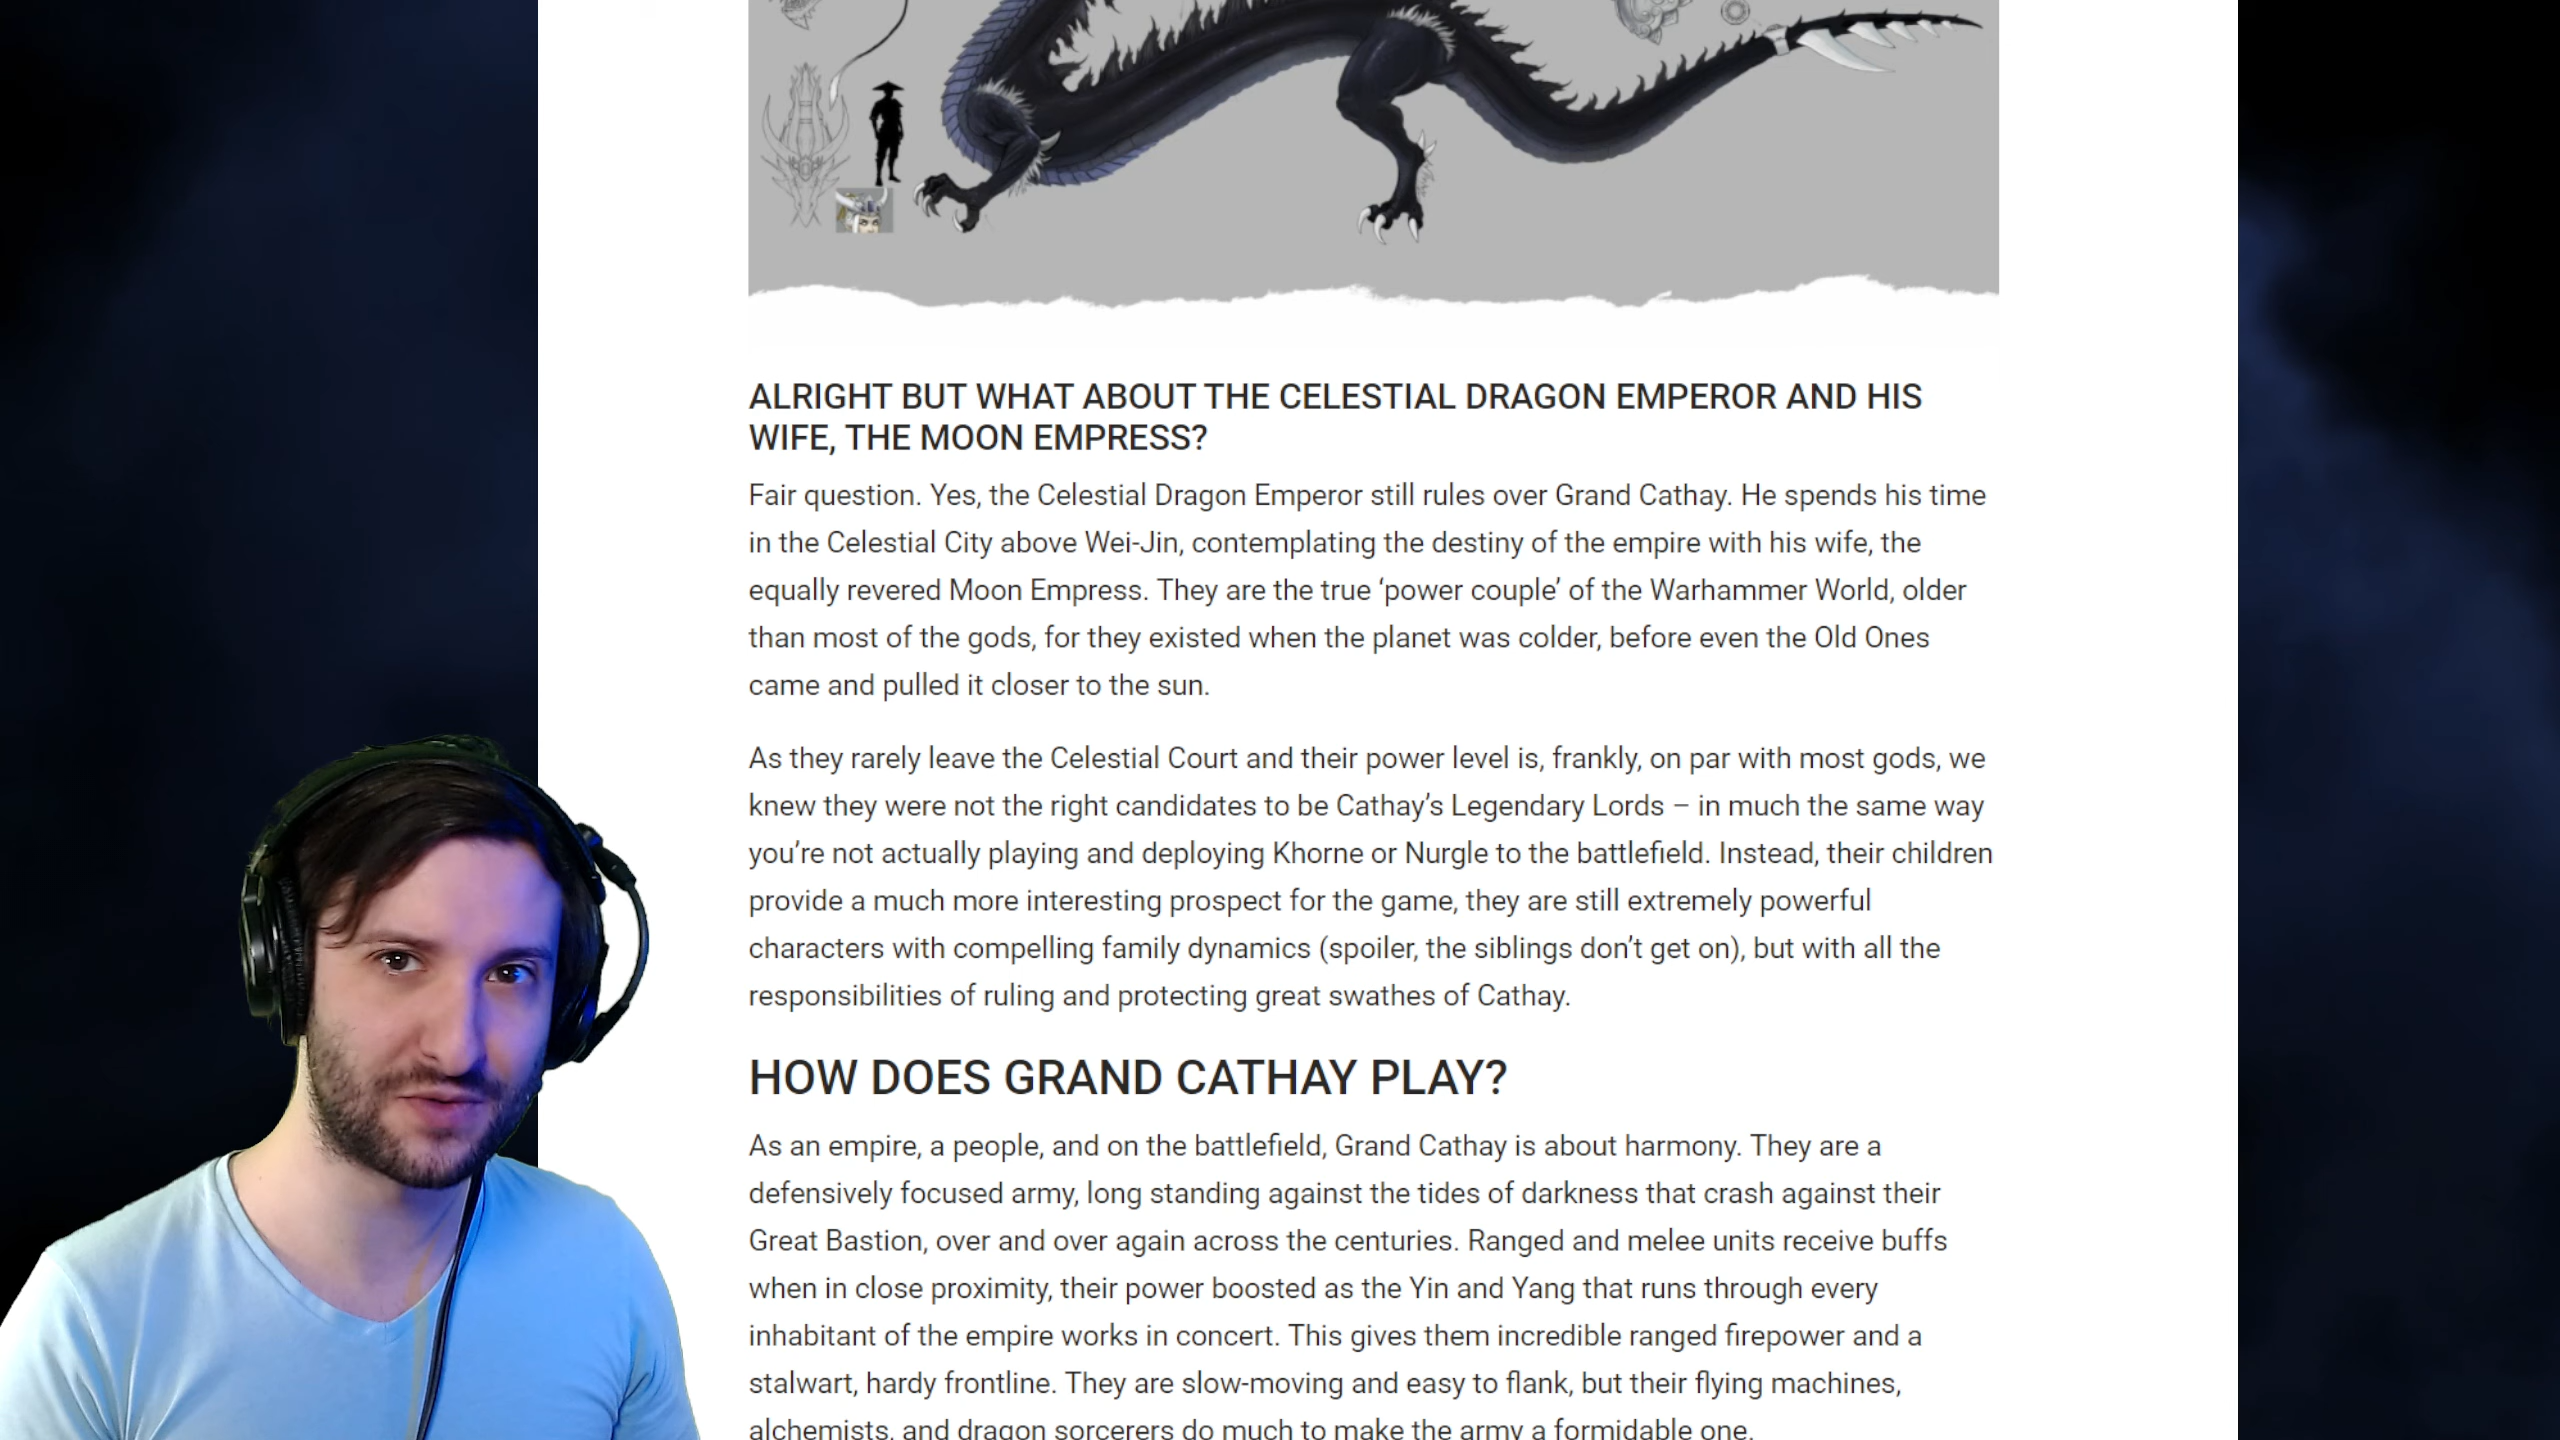 ALRIGHT BUT WHAT ABOUT THE CELESTIAL DRAGON EMPEROR AND HIS
WIFE, THE MOON EMPRESS?
Fair question. Yes, the Celestial Dragon Emperor still rules over Grand Cathay. He spends his time
in the Celestial City above Wei-Jin, contemplating the destiny of the empire with his wife, the
equally revered Moon Empress. They are the true ‘power couple’ of the Warhammer World, older
than most of the gods, for they existed when the planet was colder, before even the Old Ones
came and pulled it closer to the sun.
As they rarely leave the Celestial Court and their power level is, frankly, on par with most gods, we
knew they were not the right candidates to be Cathay’s Legendary Lords – in much the same way
you’re not actually playing and deploying Khorne or Nurgle to the battlefield. Instead, their children
provide a much more interesting prospect for the game, they are still extremely powerful
characters with compelling family dynamics (spoiler, the siblings don’t get on), but with all the
responsibilities of ruling and protecting great swathes of Cathay.
HOW DOES GRAND CATHAY PLAY?
As an empire, a people, and on the battlefield, Grand Cathay is about harmony. They are a
defensively focused army, long standing against the tides of darkness that crash against their
Great Bastion, over and over again across the centuries. Ranged and melee units receive buffs
when in close proximity, their power boosted as the Yin and Yang that runs through every
inhabitant of the empire works in concert. This gives them incredible ranged firepower and a
stalwart, hardy frontline. They are slow-moving and easy to flank, but their flying machines,
alchemists, and dragon sorcerers do much to make the army a formidable one.